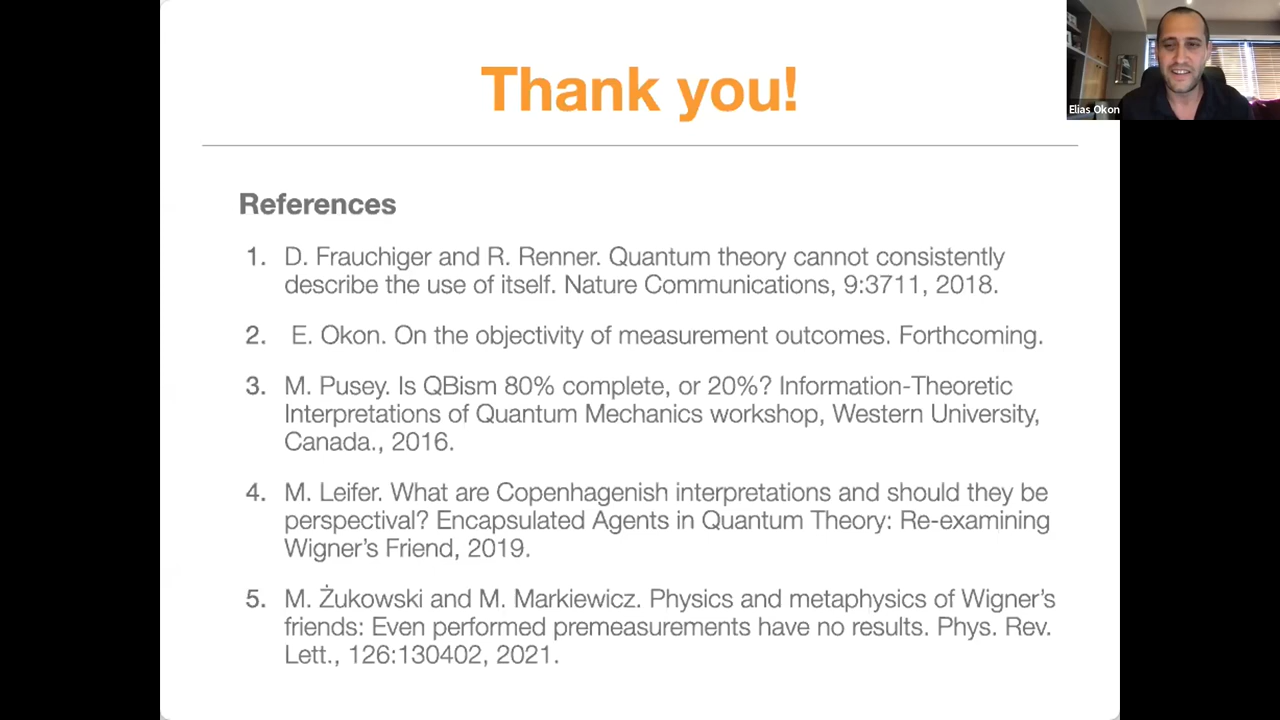 Thank you!
Elias Okon
References
1. D. Frauchiger and R. Renner. Quantum theory cannot consistently
describe the use of itself. Nature Communications, 9:3711, 2018.
2. E. Okon. On the objectivity of measurement outcomes. Forthcoming.
3. M. Pusey. Is QBism 80% complete, or 20%? Information-Theoretic
Interpretations of Quantum Mechanics workshop, Western University,
Canada., 2016.
4. M. Leifer. What are Copenhagenish interpretations and should they be
perspectival? Encapsulated Agents in Quantum Theory: Re-examining
Wigner's Friend, 2019.
5. M. Żukowski and M. Markiewicz. Physics and metaphysics of Wigner's
friends: Even performed premeasurements have no results. Phys. Rev.
Lett., 126:130402, 2021.